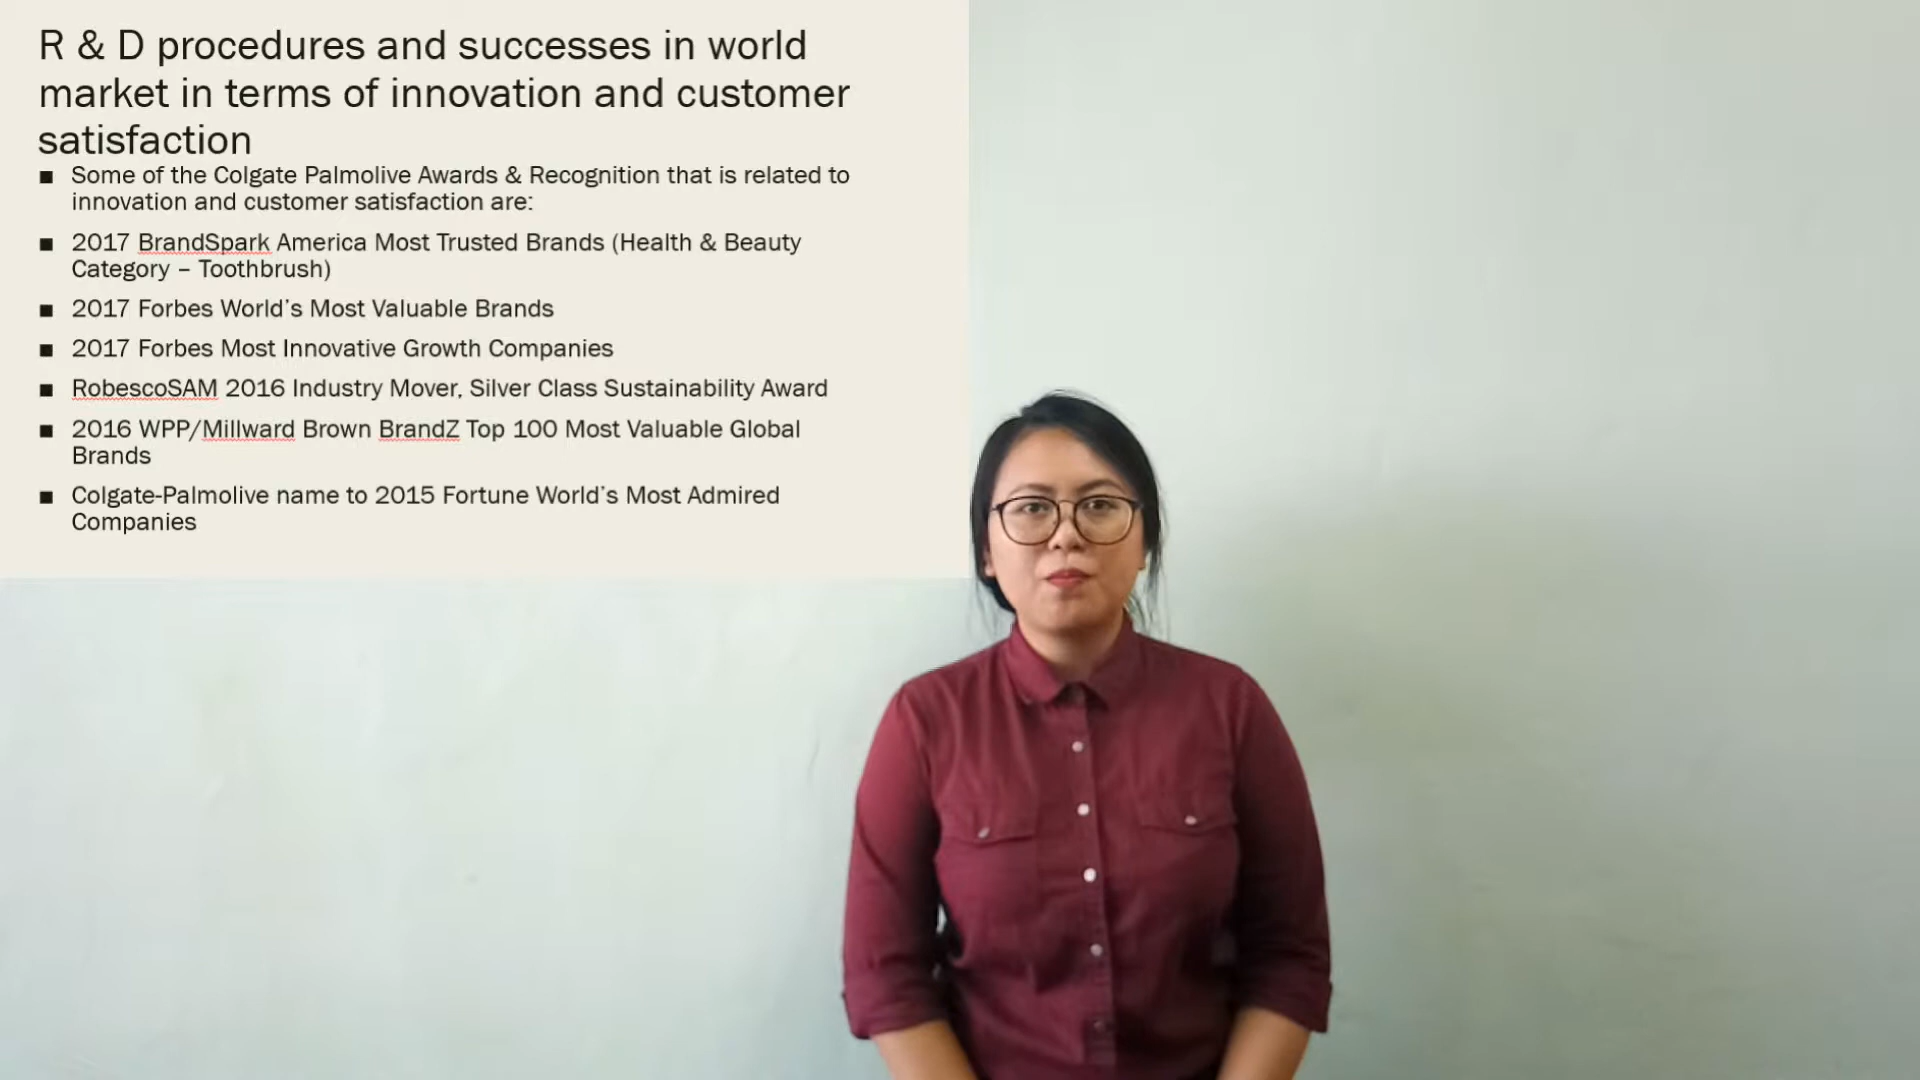 R & D procedures and successes in world
market in terms of innovation and customer
satisfaction
■ Some of the Colgate Palmolive Awards & Recognition that is related to
innovation and customer satisfaction are:
■ 2017 BrandSpark America Most Trusted Brands (Health & Beauty
Category – Toothbrush)
■ 2017 Forbes World's Most Valuable Brands
■ 2017 Forbes Most Innovative Growth Companies
■ RobescoSAM 2016 Industry Mover, Silver Class Sustainability Award
■ 2016 WPP/Millward Brown BrandZ Top 100 Most Valuable Global
Brands
■ Colgate-Palmolive name to 2015 Fortune World's Most Admired
Companies